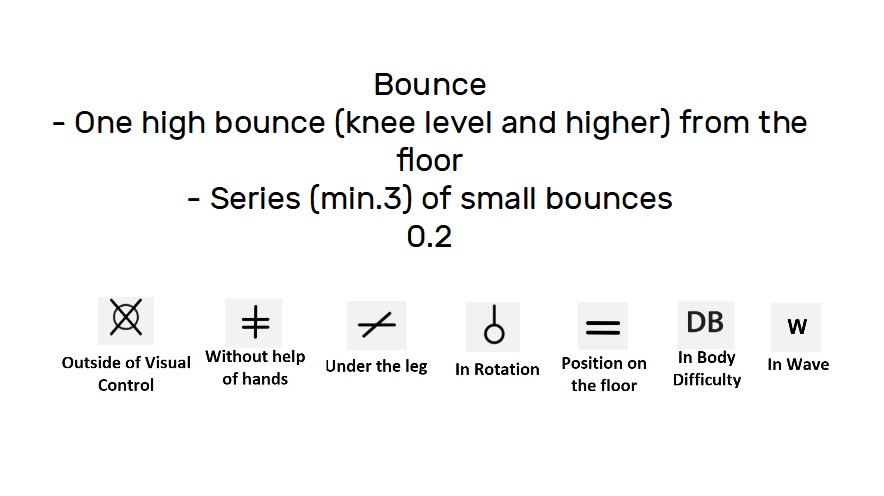 Bounce
- One high bounce (knee level and higher) from the
floor
- Series (min.3) of small bounces
0.2
DB
W
Outside of Visual
Control
Without help
of hands
Under the leg
In Rotation
Position on
the floor
In Body
Difficulty
In Wave